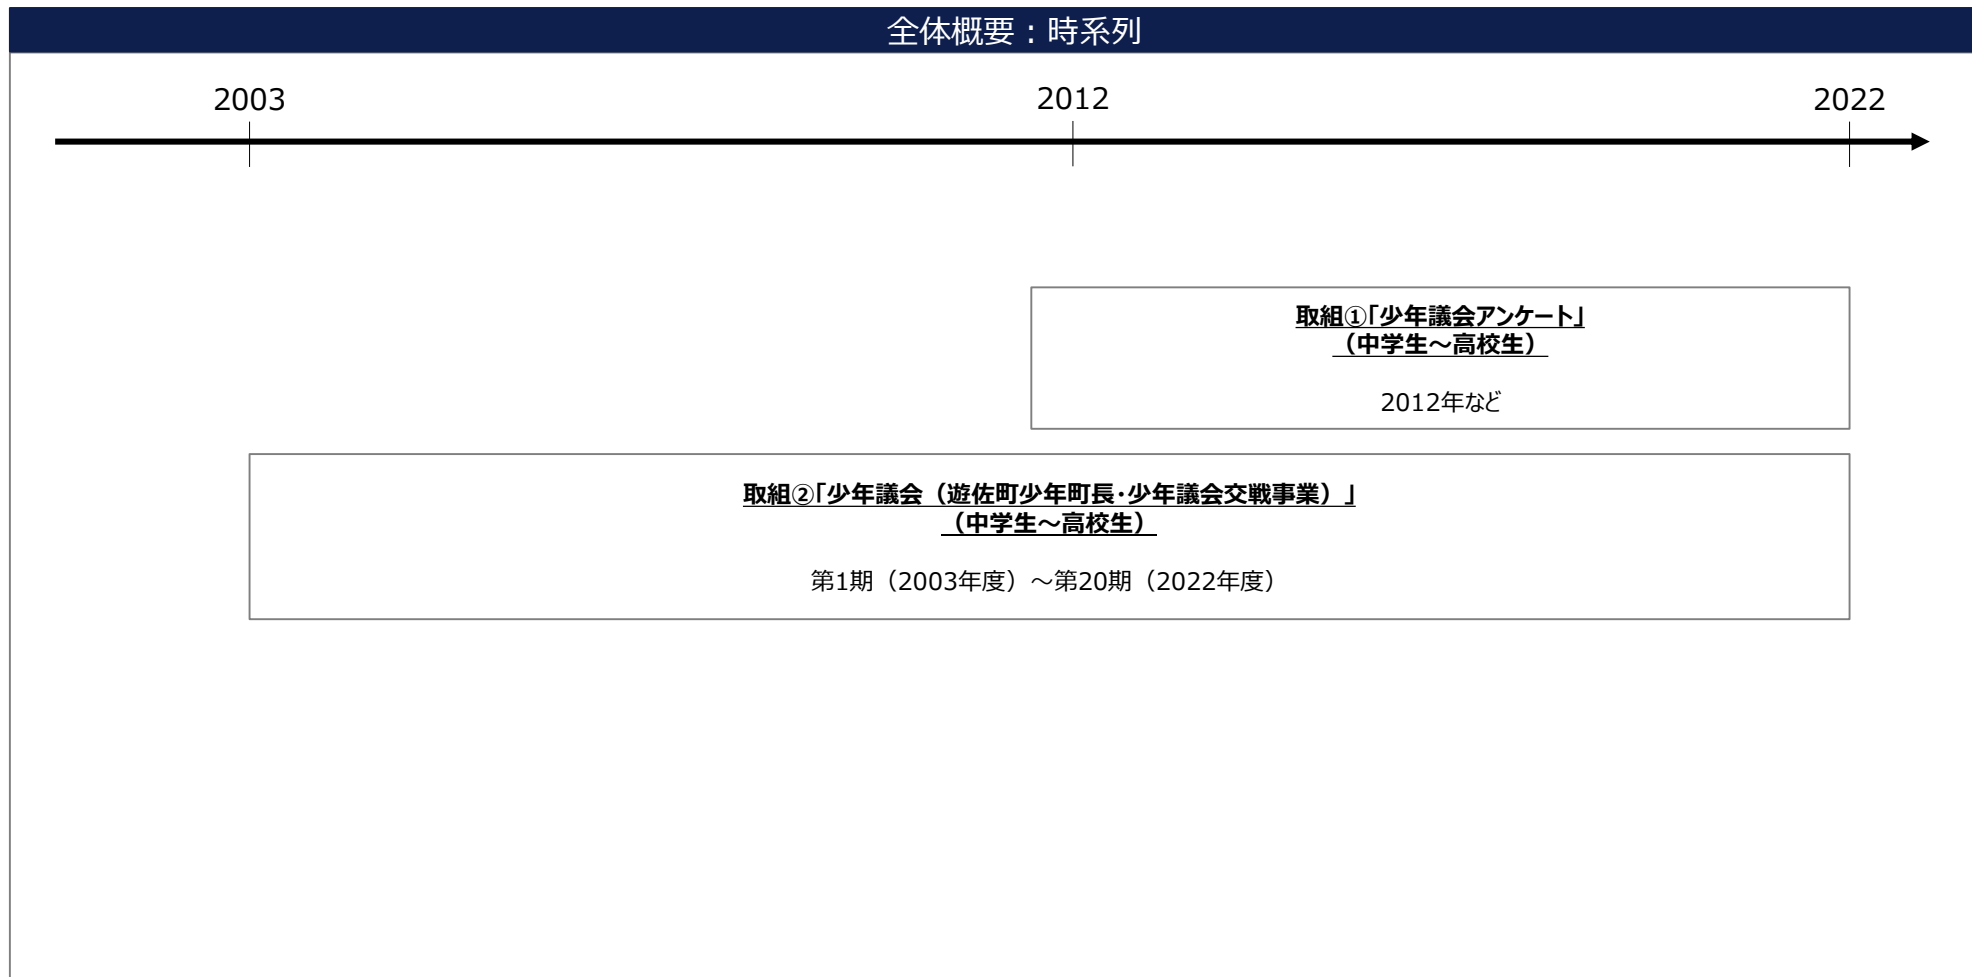 全体概要：時系列
2003
2012
2022
取組①｢少年議会アンケート｣
（中学生～高校生）
2012年など
取組②｢少年議会（遊佐町少年町長･少年議会交戦事業）｣
（中学生～高校生）
第1期（2003年度）～第20期（2022年度）